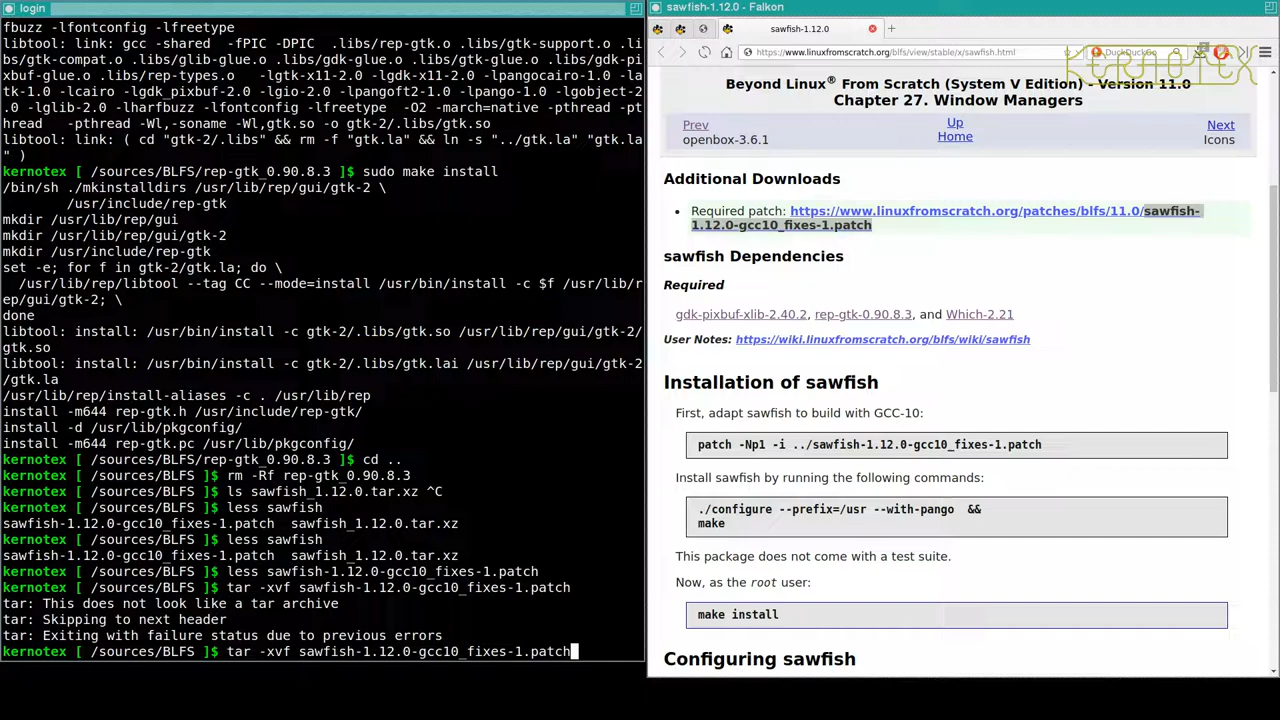 login
fbuzz -lfontconfig -lfreetype
libtool: link: gcc -shared  -fPIC -DPIC  .libs/rep-gtk.o .libs/gtk-support.o .li
bs/gtk-compat.o .libs/glib-glue.o .libs/gdk-glue.o .libs/gtk-glue.o .libs/gdk-pi
xbuf-glue.o .libs/rep-types.o   -lgtk-x11-2.0 -lgdk-x11-2.0 -lpangocairo-1.0 -la
tk-1.0 -lcairo -lgdk_pixbuf-2.0 -lgio-2.0 -lpangoft2-1.0 -lpango-1.0 -lgobject-2
.0 -lglib-2.0 -lharfbuzz -lfontconfig -lfreetype -O2 -march=native -pthread -pt
hread   -pthread -Wl,-soname -Wl,gtk.so -o gtk-2/.libs/gtk.so
libtool: link: ( cd "gtk-2/.libs" && rm -f "gtk.la" && ln -s "../gtk.la" "gtk.la
" )
kernotex [ /sources/BLFS/rep-gtk_0.90.8.3 ]$ sudo make install
/bin/sh ./mkinstalldirs /usr/lib/rep/gui/gtk-2 \
/usr/include/rep-gtk
mkdir /usr/lib/rep/gui
mkdir /usr/lib/rep/gui/gtk-2
mkdir /usr/include/rep-gtk
set -e; for f in gtk-2/gtk.la; do \
/usr/lib/rep/libtool --tag CC --mode=install /usr/bin/install -c $f /usr/lib/r
ep/gui/gtk-2; \
done
libtool: install: /usr/bin/install -c gtk-2/.libs/gtk.so /usr/lib/rep/gui/gtk-2/
gtk.so
libtool: install: /usr/bin/install -c gtk-2/.libs/gtk.lai /usr/lib/rep/gui/gtk-2
/gtk.la
/usr/lib/rep/install-aliases -c . /usr/lib/rep
install -m644 rep-gtk.h /usr/include/rep-gtk/
install -d /usr/lib/pkgconfig/
install -m644 rep-gtk.pc /usr/lib/pkgconfig/
kernotex [ /sources/BLFS/rep-gtk_0.90.8.3 ]$ cd ..
kernotex [ /sources/BLFS ]$ rm -Rf rep-gtk_0.90.8.3
kernotex [ /sources/BLFS ]$ ls sawfish_1.12.0.tar.xz ^C
kernotex [ /sources/BLFS ]$ less sawfish
sawfish-1.12.0-gcc10_fixes-1.patch  sawfish_1.12.0.tar.xz
kernotex [ /sources/BLFS ]$ less sawfish
sawfish-1.12.0-gcc10_fixes-1.patch  sawfish_1.12.0.tar.xz
kernotex [ /sources/BLFS ]$ less sawfish-1.12.0-gcc10_fixes-1.patch
kernotex [ /sources/BLFS ]$ tar -xvf sawfish-1.12.0-gcc10_fixes-1.patch
tar: This does not look like a tar archive
tar: Skipping to next header
tar: Exiting with failure status due to previous errors
kernotex [ /sources/BLFS ]$ tar -xvf sawfish-1.12.0-gcc10_fixes-1.patch
sawfish-1.12.0 - Falkon
sawfish-1.12.0
https://www.linuxfromscratch.org/blfs/view/stable/x/sawfish.html
DuckDuckGo
KERNOTEX
Beyond Linux® From Scratch (System V Edition) - Version 11.0
Chapter 27. Window Managers
Prev
openbox-3.6.1
Up
Home
Next
Icons
Additional Downloads
• Required patch: https://www.linuxfromscratch.org/patches/blfs/11.0/sawfish-
1.12.0-gcc10_fixes-1.patch
sawfish Dependencies
Required
gdk-pixbuf-xlib-2.40.2, rep-gtk-0.90.8.3, and Which-2.21
User Notes: https://wiki.linuxfromscratch.org/blfs/wiki/sawfish
Installation of sawfish
First, adapt sawfish to build with GCC-10:
patch -Np1 -i ../sawfish-1.12.0-gcc10_fixes-1.patch
Install sawfish by running the following commands:
./configure --prefix=/usr --with-pango  &&
make
This package does not come with a test suite.
Now, as the root user:
make install
Configuring sawfish